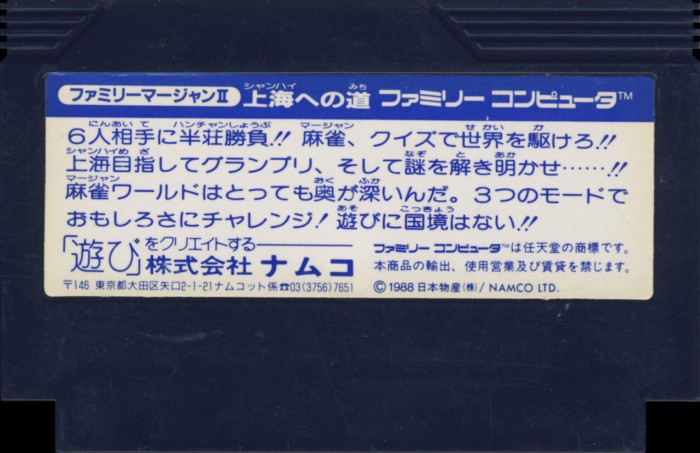 ファミリーマージャンⅡ 上海への道 ファミリー コンピュータ™
6人相手に半荘勝負!! 麻雀、クイズで世界を駆けろ!!
上海目指してグランプリ、そして謎を解き明かせ……!!
麻雀ワールドはとっても奥が深いんだ。3つのモードで
おもしろさにチャレンジ! 遊びに国境はない!!
「遊び」をクリエイトする
株式会社 ナムコ
〒146 東京都大田区矢口2-1-21ナムコット係☎03(3756)7651
ファミリー コンピュータ™は任天堂の商標です。
本商品の輸出、使用営業及び賃貸を禁じます。
©1988 日本物産(株)/NAMCO LTD.